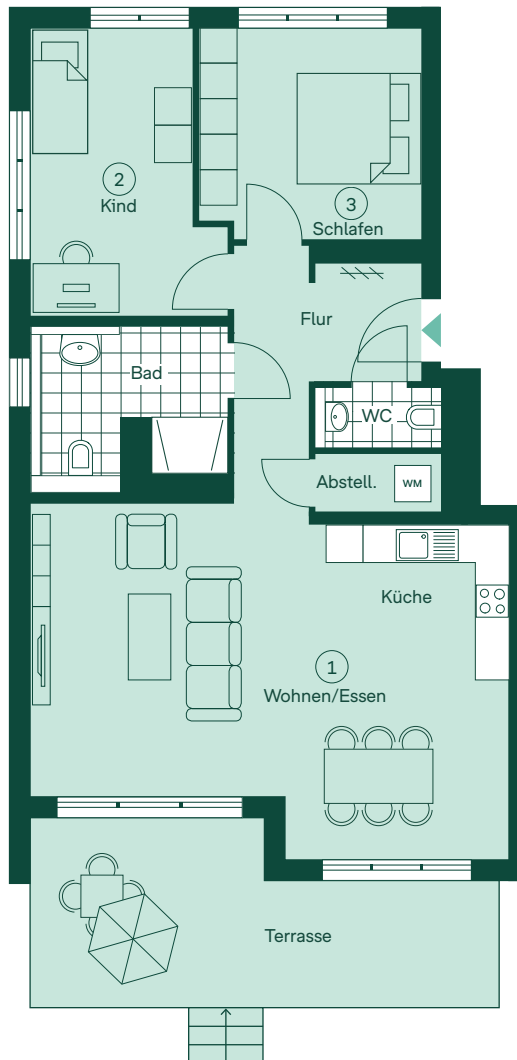 2
Kind
3
Schlafen
Flur
Bad
WC
Abstell.
WM
Küche
1
Wohnen/Essen
Terrasse